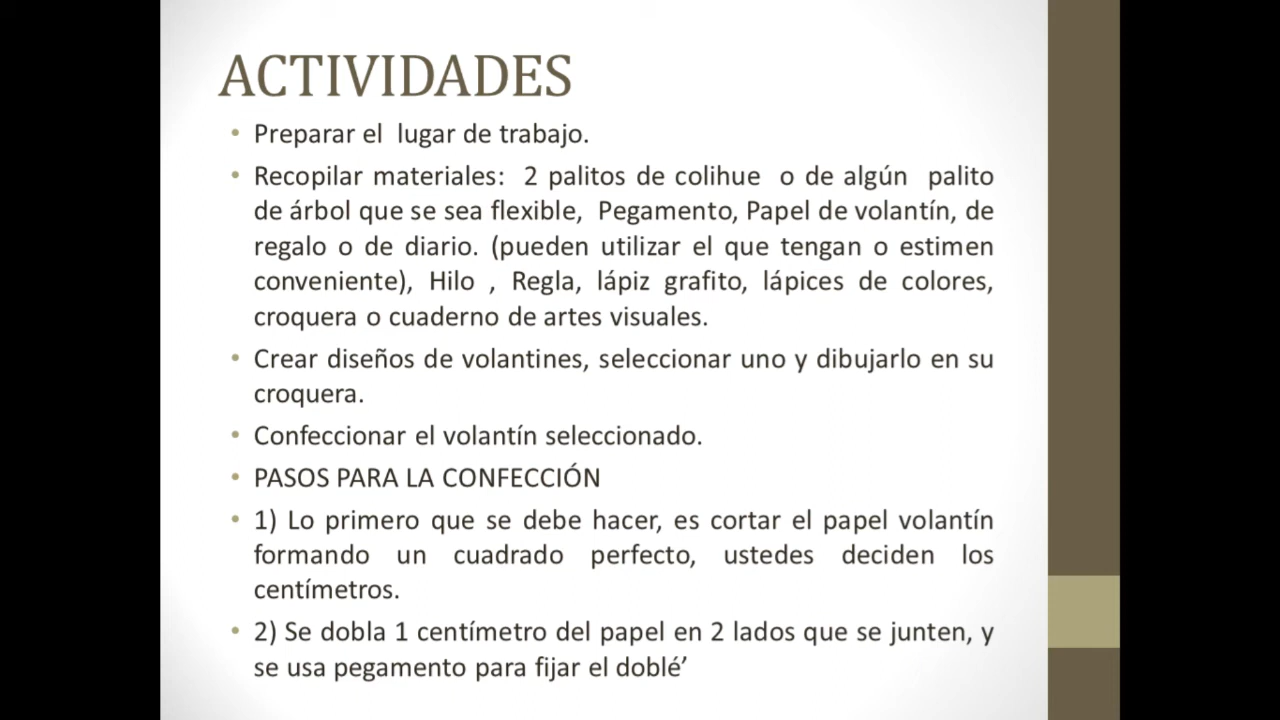 ACTIVIDADES
• Preparar el lugar de trabajo.
• Recopilar materiales: 2 palitos de colihue o de algún palito
de árbol que se sea flexible, Pegamento, Papel de volantín, de
regalo o de diario. (pueden utilizar el que tengan o estimen
conveniente), Hilo , Regla, lápiz grafito, lápices de colores,
croquera o cuaderno de artes visuales.
• Crear diseños de volantines, seleccionar uno y dibujarlo en su
croquera.
• Confeccionar el volantín seleccionado.
• PASOS PARA LA CONFECCIÓN
• 1) Lo primero que se debe hacer, es cortar el papel volantín
formando un cuadrado perfecto, ustedes deciden los
centímetros.
• 2) Se dobla 1 centímetro del papel en 2 lados que se junten, y
se usa pegamento para fijar el doblé’